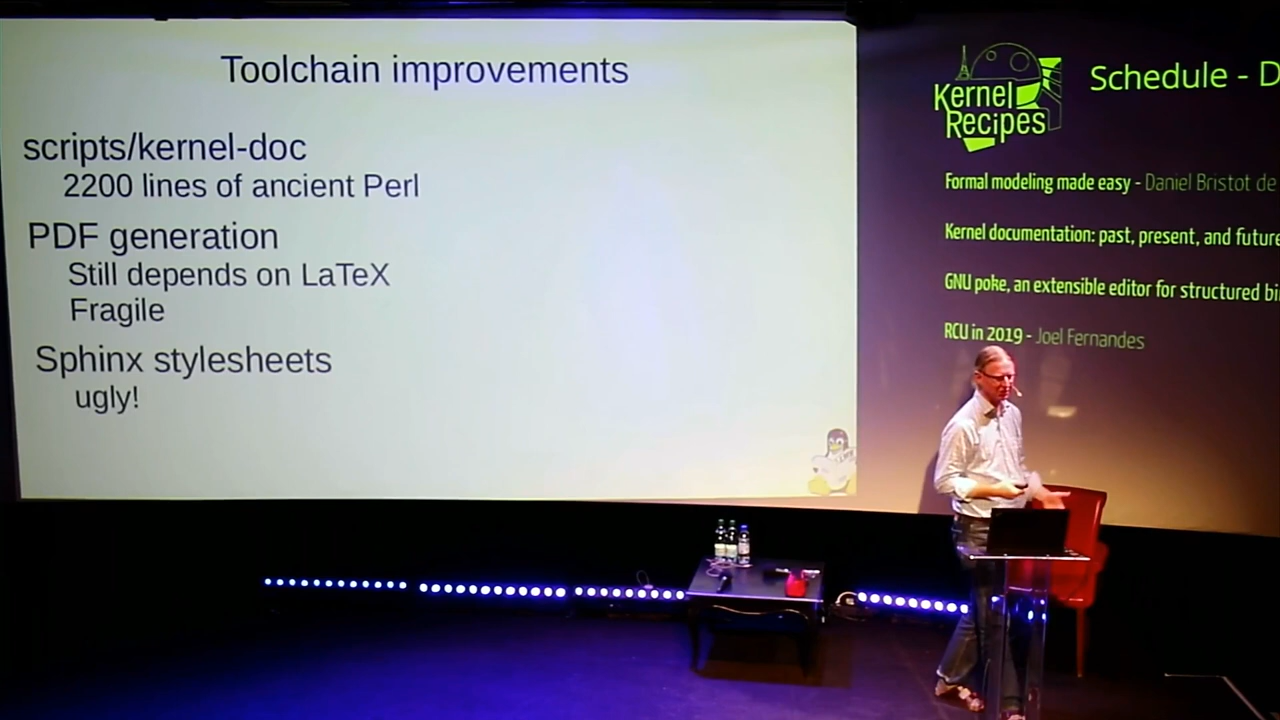 Toolchain improvements
scripts/kernel-doc
2200 lines of ancient Perl
PDF generation
Still depends on LaTeX
Fragile
Sphinx stylesheets
ugly!
Kernel
Recipes
Schedule - D
Formal modeling made easy - Daniel Bristot de
Kernel documentation: past, present, and future
GNU poke, an extensible editor for structured bi
RCU in 2019 - Joel Fernandes